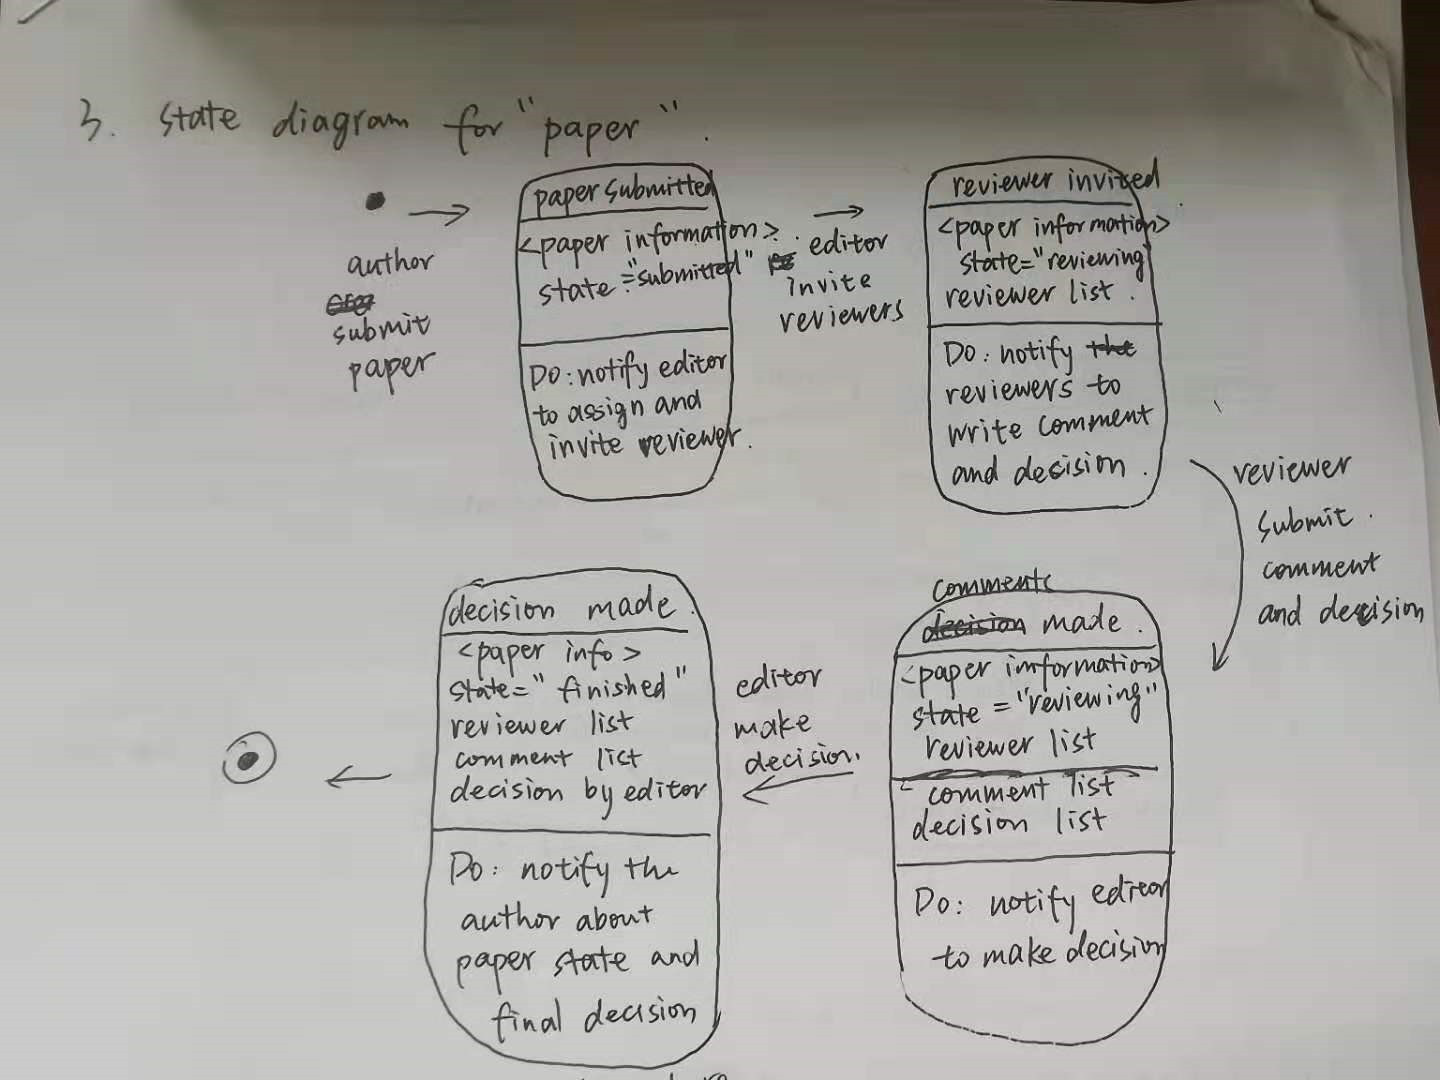 3. state diagram for "paper".
author
submit
paper
paper submitted
<paper information>
state="submitted"
Do: notify editor
to assign and
invite reviewer.
editor
invite
reviewers
reviewer invited
<paper information>
state="reviewing"
reviewer list.
Do: notify the
reviewers to
write comment
and decision.
reviewer
submit.
comment
and decision
comments
decision made.
<paper imformation>
state="reviewing"
reviewer list
comment list
decision list
Do: notify editor
to make decision
editor
make
decision.
decision made.
<paper info>
state=" finished"
reviewer list
comment list
decision by editor
Do: notify the
author about
paper state and
final decision